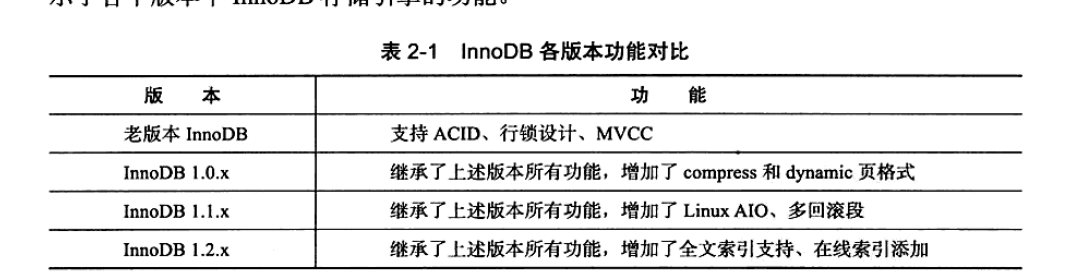 示了各个版本中 InnoDB 存储引擎的功能。
表 2-1 InnoDB 各版本功能对比
版 本 功 能
老版本 InnoDB 支持 ACID、行锁设计、MVCC
InnoDB 1.0.x 继承了上述版本所有功能，增加了 compress 和 dynamic 页格式
InnoDB 1.1.x 继承了上述版本所有功能，增加了 Linux AIO、多回滚段
InnoDB 1.2.x 继承了上述版本所有功能，增加了全文索引支持、在线索引添加